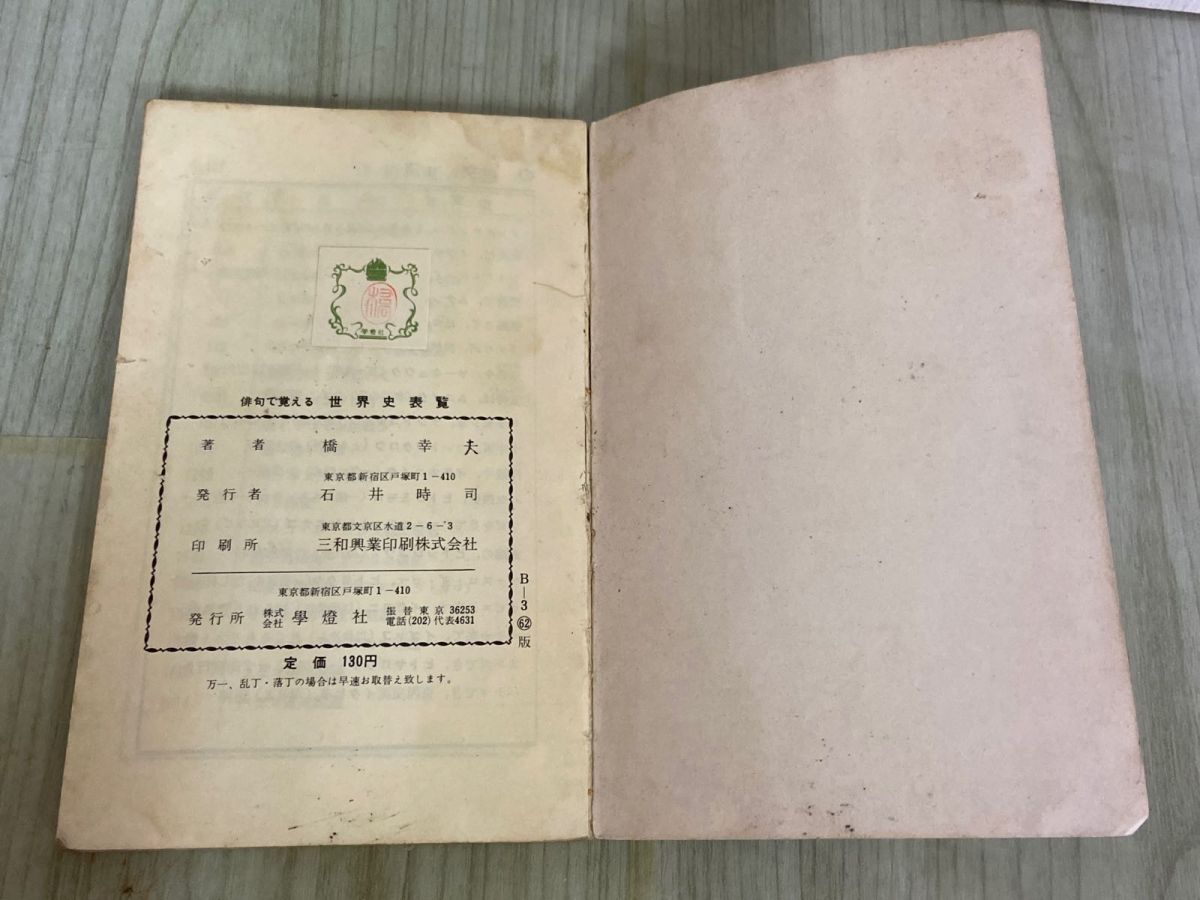 學燈社
俳句で覚える 世界史表覧
著者 橋幸夫
東京都新宿区戸塚町1-410
発行者 石井時司
東京都文京区水道2-6-3
印刷所 三和興業印刷株式会社
東京都新宿区戸塚町1-410
発行所 株式会社 學燈社 振替東京36253 電話(202)代表4631
B-3㉒版
定価 130円
万一、乱丁・落丁の場合は早速お取替え致します。